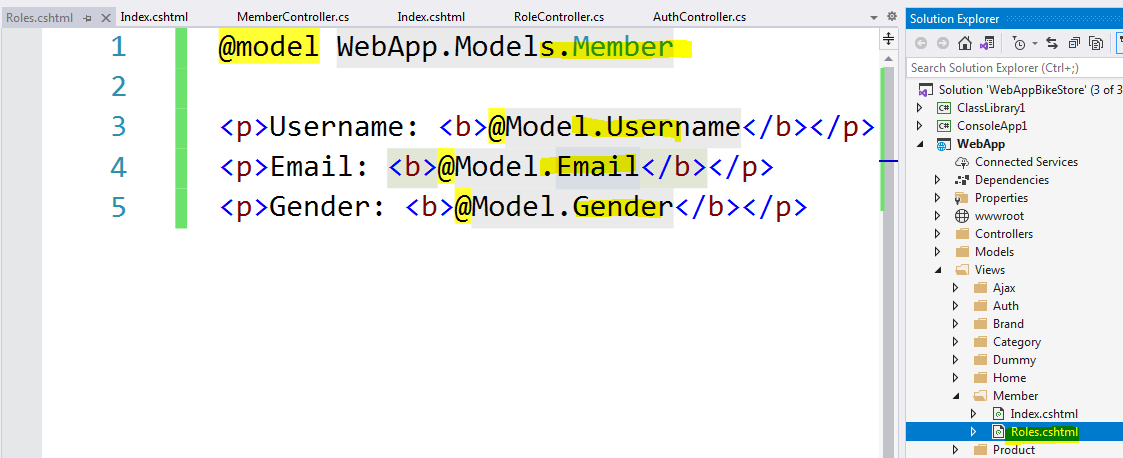 Roles.cshtml Index.cshtml MemberController.cs Index.cshtml RoleController.cs AuthController.cs
1 @model WebApp.Models.Member
2
3 <p>Username: <b>@Model.Username</b></p>
4 <p>Email: <b>@Model.Email</b></p>
5 <p>Gender: <b>@Model.Gender</b></p>
Solution Explorer
Search Solution Explorer (Ctrl+;)
Solution 'WebAppBikeStore' (3 of 3
C# ClassLibrary1
C# ConsoleApp1
WebApp
Connected Services
Dependencies
Properties
wwwroot
Controllers
Models
Views
Ajax
Auth
Brand
Category
Dummy
Home
Member
Index.cshtml
Roles.cshtml
Product